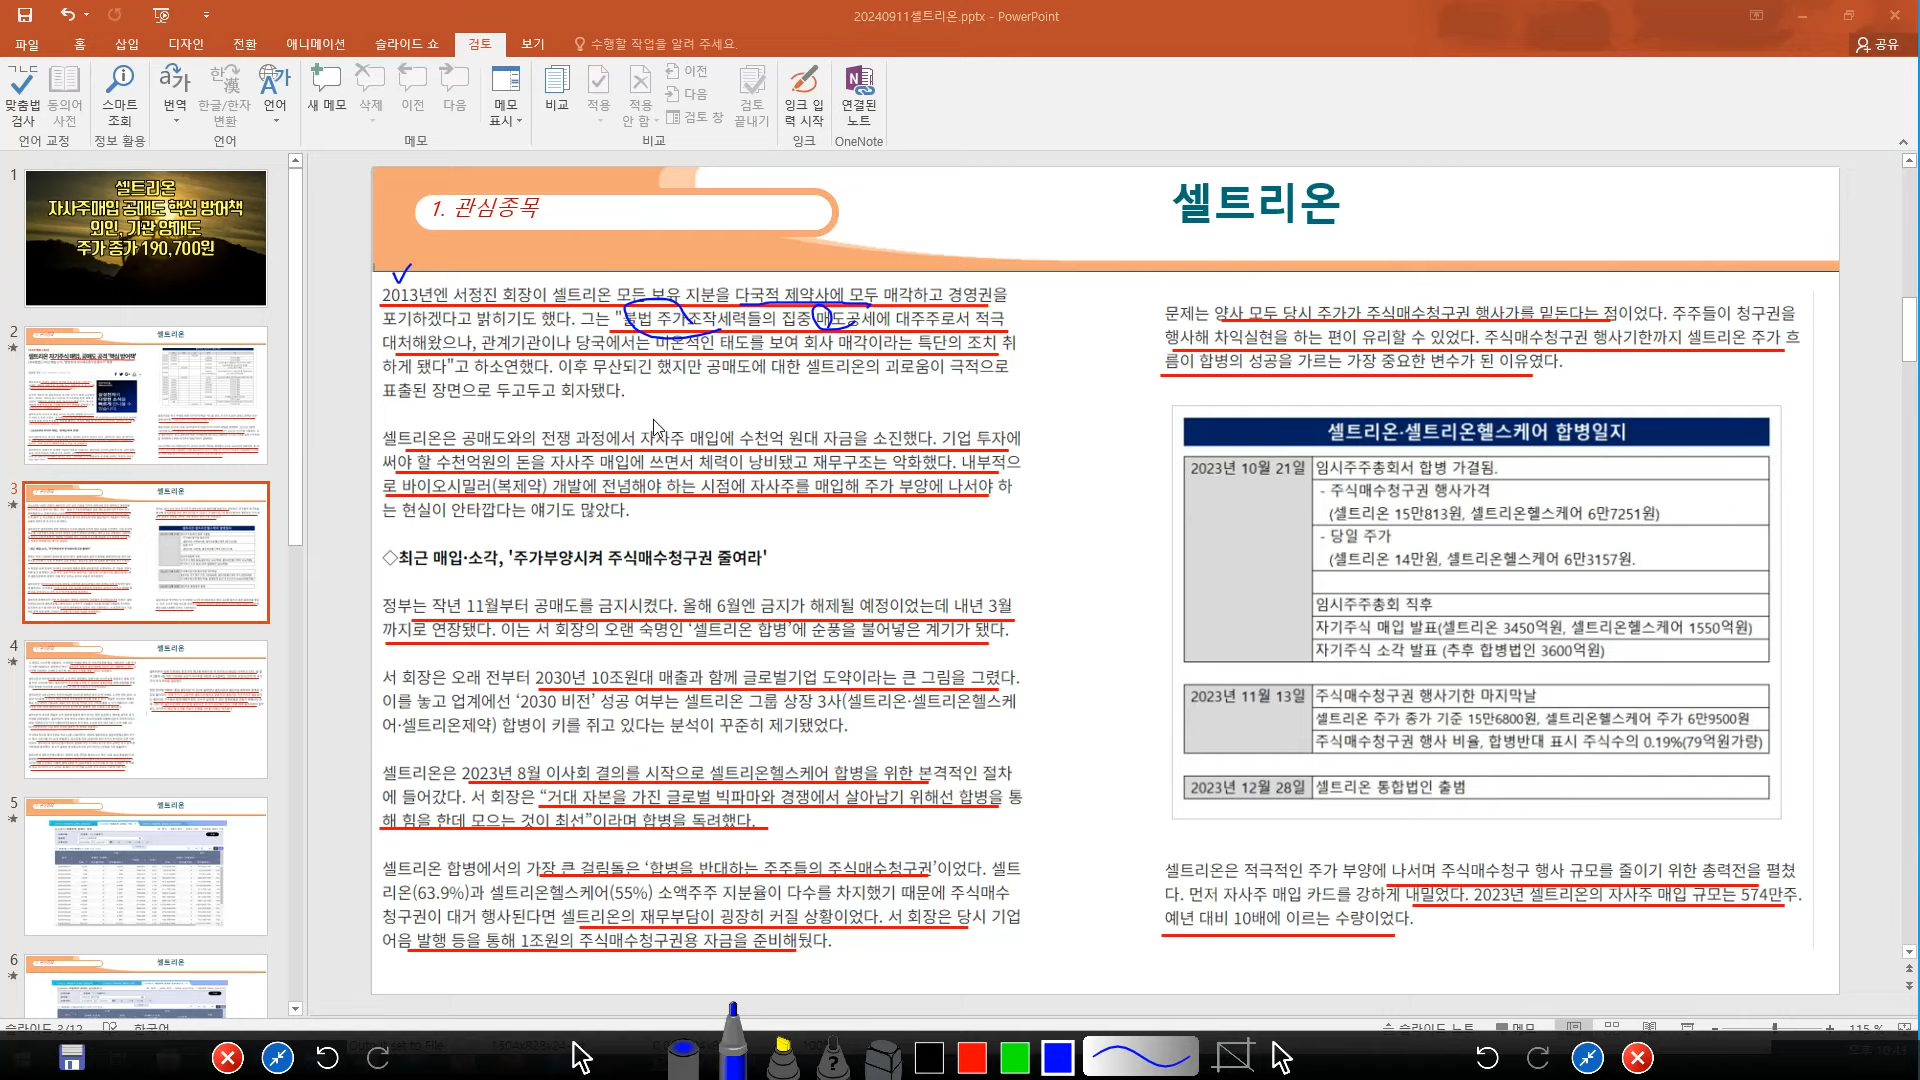 20240911셀트리온.pptx - PowerPoint
파일 홈 삽입 디자인 전환 애니메이션 슬라이드 쇼 검토 보기 수행할 작업을 알려 주세요. 공유
맞춤법 검사
동의어 사전
스마트 조회
번역
한글/한자 변환
언어
새 메모
삭제
이전
다음
메모 표시
비교
적용
적용 안 함
이전
다음
검토 창
검토 끝내기
잉크 입력 시작
연결된 노트
언어 교정 정보 활용 언어 메모 비교 잉크 OneNote
1
셀트리온
자사주매입 공매도 핵심 방어책
외인, 기관 양매도
주가 종가 190,700원
2
셀트리온
3
셀트리온
4
셀트리온
5
셀트리온
6
셀트리온
1. 관심종목
셀트리온
2013년엔 서정진 회장이 셀트리온 모든 보유 지분을 다국적 제약사에 모두 매각하고 경영권을
포기하겠다고 밝히기도 했다. 그는 "불법 주가조작세력들의 집중 매도공세에 대주주로서 적극
대처해왔으나, 관계기관이나 당국에서는 미온적인 태도를 보여 회사 매각이라는 특단의 조치 취
하게 됐다"고 하소연했다. 이후 무산되긴 했지만 공매도에 대한 셀트리온의 괴로움이 극적으로
표출된 장면으로 두고두고 회자됐다.
셀트리온은 공매도와의 전쟁 과정에서 자사주 매입에 수천억 원대 자금을 소진했다. 기업 투자에
써야 할 수천억원의 돈을 자사주 매입에 쓰면서 체력이 낭비됐고 재무구조는 악화했다. 내부적으
로 바이오시밀러(복제약) 개발에 전념해야 하는 시점에 자사주를 매입해 주가 부양에 나서야 하
는 현실이 안타깝다는 얘기도 많았다.
◇최근 매입·소각, '주가부양시켜 주식매수청구권 줄여라'
정부는 작년 11월부터 공매도를 금지시켰다. 올해 6월엔 금지가 해제될 예정이었는데 내년 3월
까지로 연장됐다. 이는 서 회장의 오랜 숙명인 ‘셀트리온 합병’에 순풍을 불어넣은 계기가 됐다.
서 회장은 오래 전부터 2030년 10조원대 매출과 함께 글로벌기업 도약이라는 큰 그림을 그렸다.
이를 놓고 업계에선 ‘2030 비전’ 성공 여부는 셀트리온 그룹 상장 3사(셀트리온·셀트리온헬스케
어·셀트리온제약) 합병이 키를 쥐고 있다는 분석이 꾸준히 제기됐었다.
셀트리온은 2023년 8월 이사회 결의를 시작으로 셀트리온헬스케어 합병을 위한 본격적인 절차
에 들어갔다. 서 회장은 “거대 자본을 가진 글로벌 빅파마와 경쟁에서 살아남기 위해선 합병을 통
해 힘을 한데 모으는 것이 최선”이라며 합병을 독려했다.
셀트리온 합병에서의 가장 큰 걸림돌은 ‘합병을 반대하는 주주들의 주식매수청구권’이었다. 셀트
리온(63.9%)과 셀트리온헬스케어(55%) 소액주주 지분율이 다수를 차지했기 때문에 주식매수
청구권이 대거 행사된다면 셀트리온의 재무부담이 굉장히 커질 상황이었다. 서 회장은 당시 기업
어음 발행 등을 통해 1조원의 주식매수청구권용 자금을 준비해뒀다.
문제는 양사 모두 당시 주가가 주식매수청구권 행사가를 밑돈다는 점이었다. 주주들이 청구권을
행사해 차익실현을 하는 편이 유리할 수 있었다. 주식매수청구권 행사기한까지 셀트리온 주가 흐
름이 합병의 성공을 가르는 가장 중요한 변수가 된 이유였다.
셀트리온·셀트리온헬스케어 합병일지
2023년 10월 21일 임시주주총회서 합병 가결됨.
- 주식매수청구권 행사가격
(셀트리온 15만813원, 셀트리온헬스케어 6만7251원)
- 당일 주가
(셀트리온 14만원, 셀트리온헬스케어 6만3157원.
임시주주총회 직후
자기주식 매입 발표(셀트리온 3450억원, 셀트리온헬스케어 1550억원)
자기주식 소각 발표 (추후 합병법인 3600억원)
2023년 11월 13일 주식매수청구권 행사기한 마지막날
셀트리온 주가 종가 기준 15만6800원, 셀트리온헬스케어 주가 6만9500원
주식매수청구권 행사 비율, 합병반대 표시 주식수의 0.19%(79억원가량)
2023년 12월 28일 셀트리온 통합법인 출범
셀트리온은 적극적인 주가 부양에 나서며 주식매수청구 행사 규모를 줄이기 위한 총력전을 펼쳤
다. 먼저 자사주 매입 카드를 강하게 내밀었다. 2023년 셀트리온의 자사주 매입 규모는 574만주.
예년 대비 10배에 이르는 수량이었다.
슬라이드 3/12 한국어 슬라이드 노트 메모 115 %